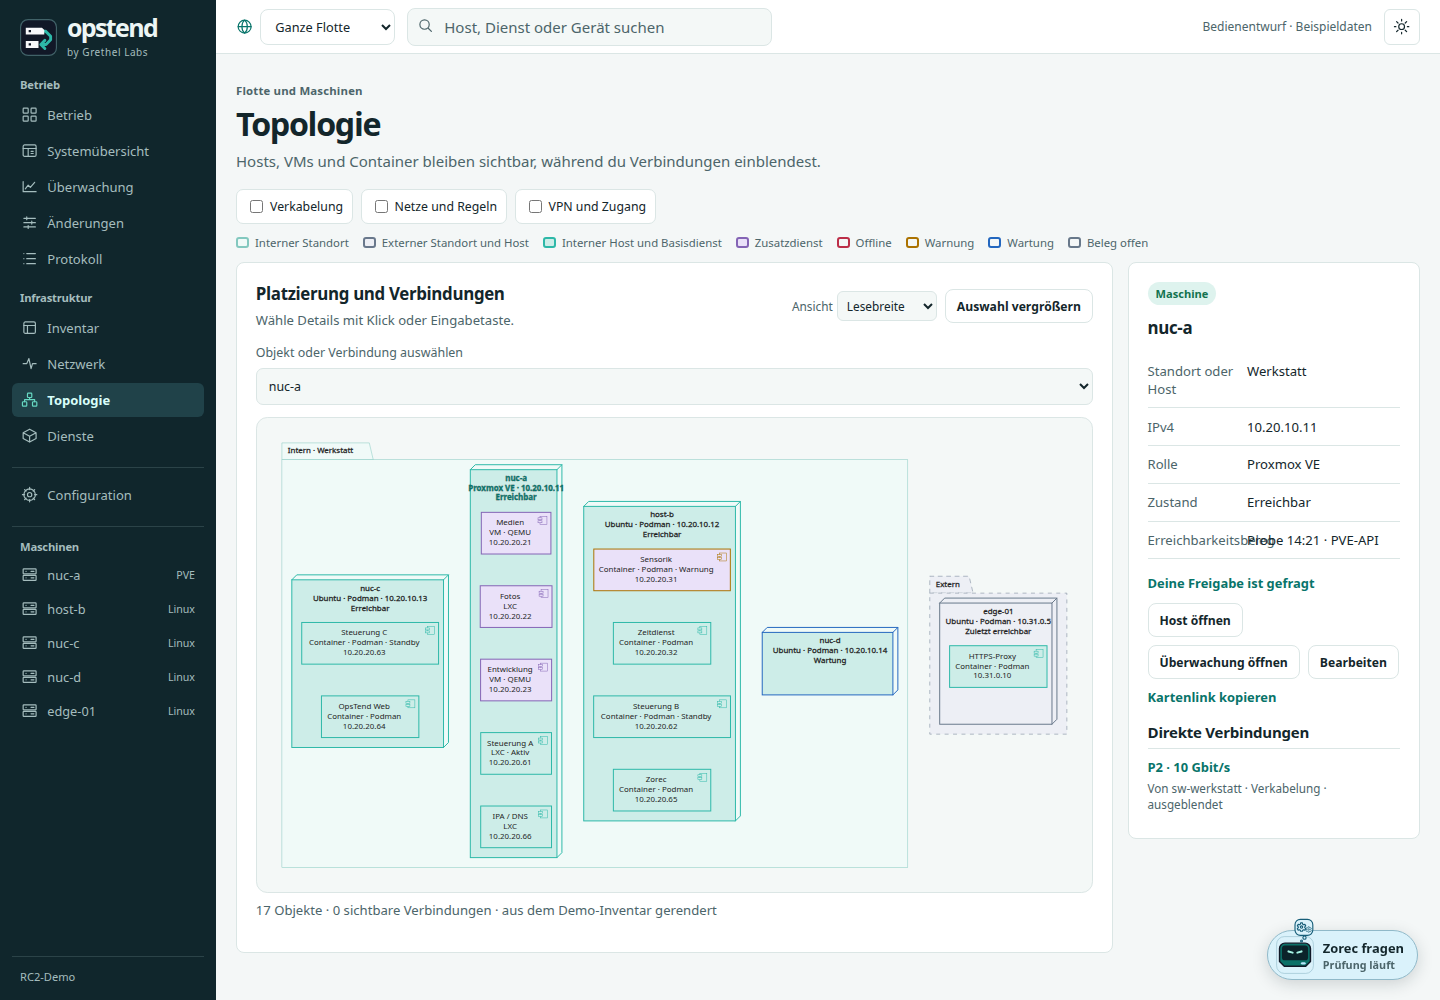 opstend
by Grethel Labs
Betrieb
Betrieb
Systemübersicht
Überwachung
Änderungen
Protokoll
Infrastruktur
Inventar
Netzwerk
Topologie
Dienste
Configuration
Maschinen
nuc-a PVE
host-b Linux
nuc-c Linux
nuc-d Linux
edge-01 Linux
RC2-Demo
Ganze Flotte
Host, Dienst oder Gerät suchen
Bedienentwurf · Beispieldaten
Flotte und Maschinen
Topologie
Hosts, VMs und Container bleiben sichtbar, während du Verbindungen einblendest.
Verkabelung
Netze und Regeln
VPN und Zugang
Interner Standort
Externer Standort und Host
Interner Host und Basisdienst
Zusatzdienst
Offline
Warnung
Wartung
Beleg offen
Platzierung und Verbindungen
Wähle Details mit Klick oder Eingabetaste.
Ansicht
Lesebreite
Auswahl vergrößern
Objekt oder Verbindung auswählen
nuc-a
Intern · Werkstatt
nuc-c
Ubuntu · Podman · 10.20.10.13
Erreichbar
Steuerung C
Container · Podman · Standby
10.20.20.63
OpsTend Web
Container · Podman
10.20.20.64
nuc-a
Proxmox VE · 10.20.10.11
Erreichbar
Medien
VM · QEMU
10.20.20.21
Fotos
LXC
10.20.20.22
Entwicklung
VM · QEMU
10.20.20.23
Steuerung A
LXC · Aktiv
10.20.20.61
IPA / DNS
LXC
10.20.20.66
host-b
Ubuntu · Podman · 10.20.10.12
Erreichbar
Sensorik
Container · Podman · Warnung
10.20.20.31
Zeitdienst
Container · Podman
10.20.20.32
Steuerung B
Container · Podman · Standby
10.20.20.62
Zorec
Container · Podman
10.20.20.65
nuc-d
Ubuntu · Podman · 10.20.10.14
Wartung
Extern
edge-01
Ubuntu · Podman · 10.31.0.5
Zuletzt erreichbar
HTTPS-Proxy
Container · Podman
10.31.0.10
17 Objekte · 0 sichtbare Verbindungen · aus dem Demo-Inventar gerendert
Maschine
nuc-a
Standort oder Host
Werkstatt
IPv4 10.20.10.11
Rolle Proxmox VE
Zustand Erreichbar
Erreichbarkeitsbeleg Probe 14:21 · PVE-API
Deine Freigabe ist gefragt
Host öffnen
Überwachung öffnen
Bearbeiten
Kartenlink kopieren
Direkte Verbindungen
P2 · 10 Gbit/s
Von sw-werkstatt · Verkabelung ·
ausgeblendet
Zorec fragen
Prüfung läuft